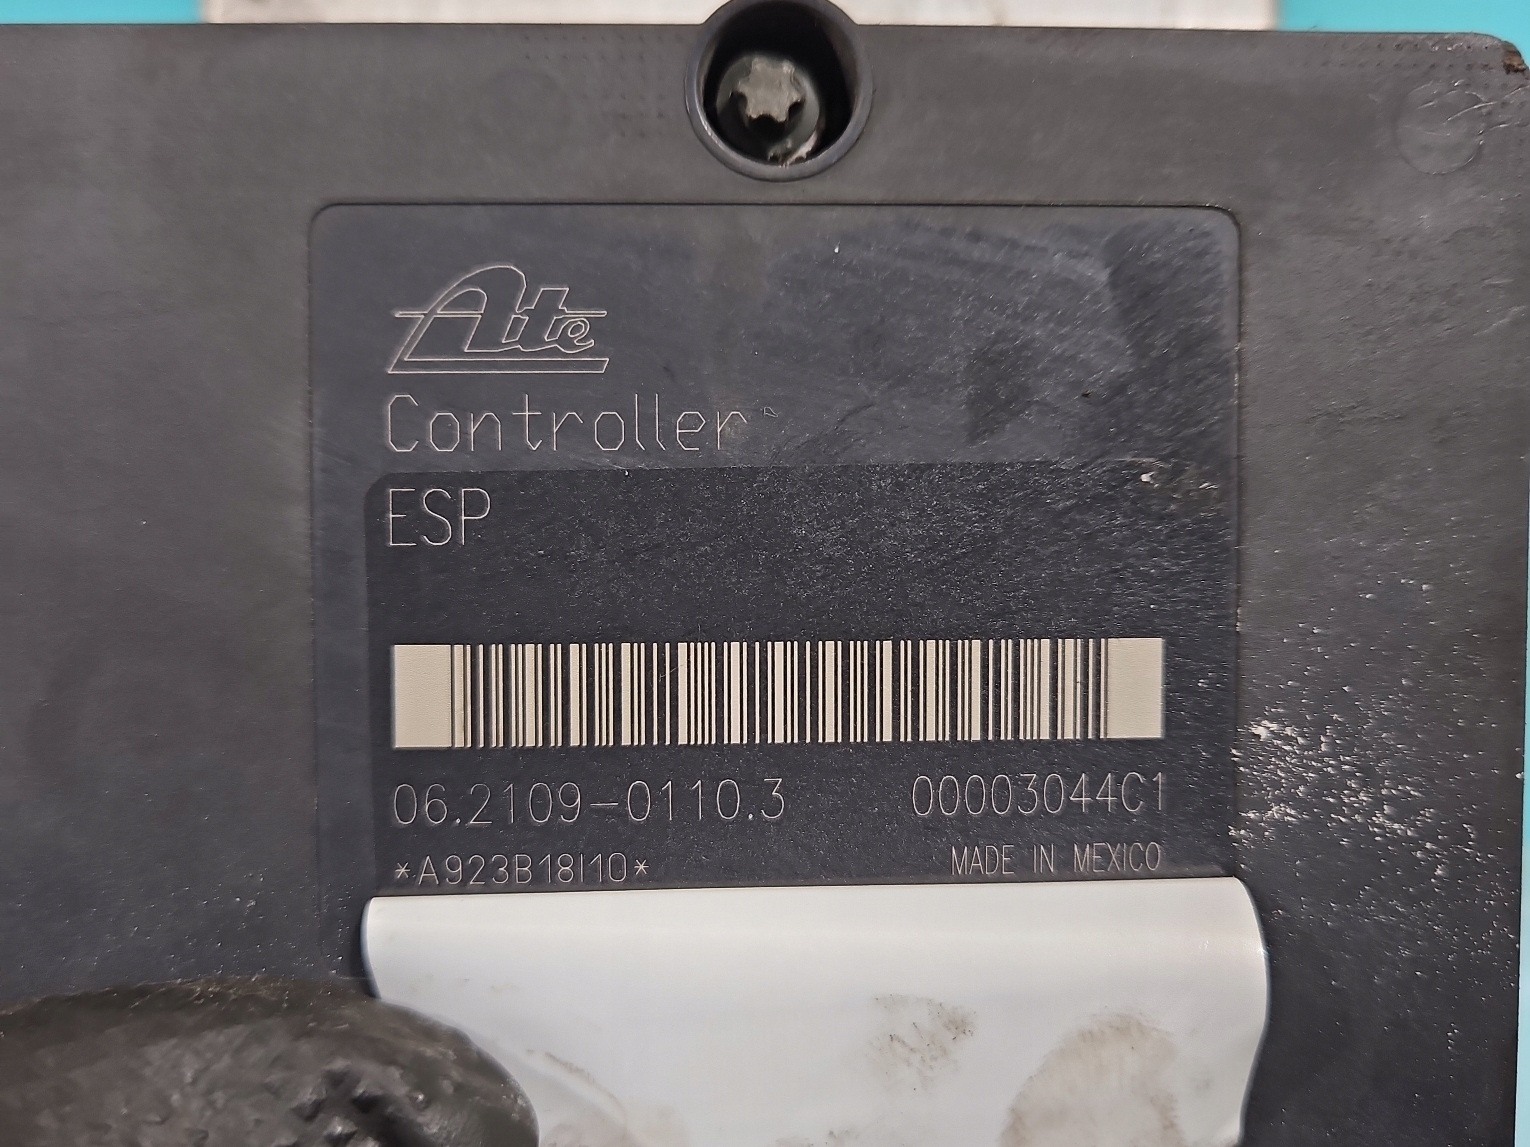 Ate
Controller
ESP
06.2109-0110.3 00003044C1
*A923B18I10* MADE IN MEXICO